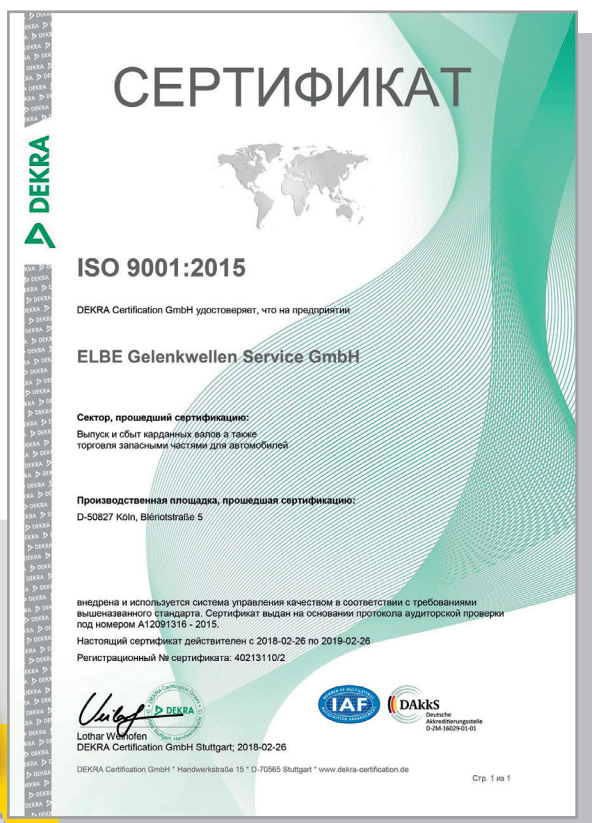 СЕРТИФИКАТ
DEKRA
ISO 9001:2015
DEKRA Certification GmbH удостоверяет, что на предприятии
ELBE Gelenkwellen Service GmbH
Сектор, прошедший сертификацию:
Выпуск и сбыт карданных валов а также
торговля запасными частями для автомобилей
Производственная площадка, прошедшая сертификацию:
D-50827 Köln, Blériotstraße 5
внедрена и используется система управления качеством в соответствии с требованиями
вышеназванного стандарта. Сертификат выдан на основании протокола аудиторской проверки
под номером A12091316 - 2015.
Настоящий сертификат действителен с 2018-02-26 по 2019-02-26
Регистрационный № сертификата: 40213110/2
DEKRA
IAF
DAkkS
Deutsche
Akkreditierungsstelle
D-ZM-16029-01-01
Lothar Weihofen
DEKRA Certification GmbH Stuttgart; 2018-02-26
DEKRA Certification GmbH * Handwerkstraße 15 * D-70565 Stuttgart * www.dekra-certification.de
Стр. 1 из 1